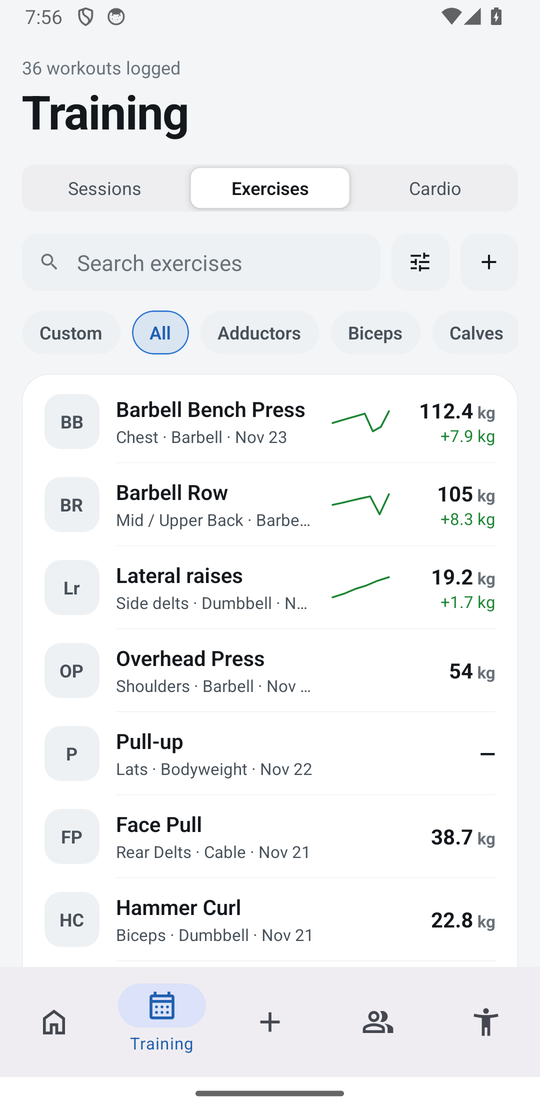 7:56
36 workouts logged
Training
Sessions Exercises Cardio
Search exercises
Custom All Adductors Biceps Calves
BB Barbell Bench Press 112.4 kg
Chest · Barbell · Nov 23 +7.9 kg
BR Barbell Row 105 kg
Mid / Upper Back · Barbe... +8.3 kg
Lr Lateral raises 19.2 kg
Side delts · Dumbbell · N... +1.7 kg
OP Overhead Press 54 kg
Shoulders · Barbell · Nov ...
P Pull-up –
Lats · Bodyweight · Nov 22
FP Face Pull 38.7 kg
Rear Delts · Cable · Nov 21
HC Hammer Curl 22.8 kg
Biceps · Dumbbell · Nov 21
Training